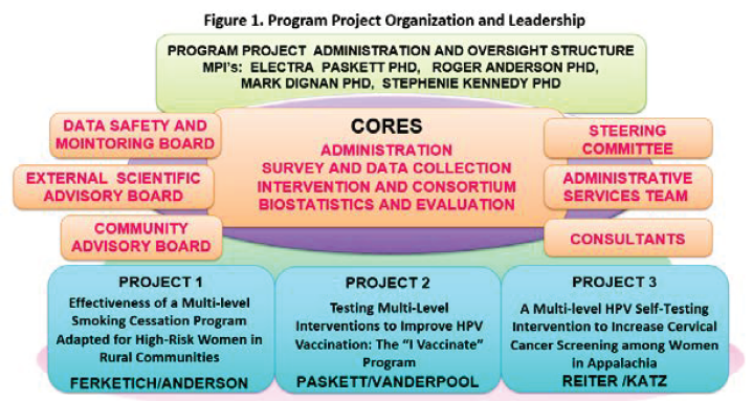 Figure 1. Program Project Organization and Leadership
PROGRAM PROJECT ADMINISTRATION AND OVERSIGHT STRUCTURE
MPI's: ELECTRA PASKETT PHD, ROGER ANDERSON PHD,
MARK DIGNAN PHD, STEPHENIE KENNEDY PHD
DATA SAFETY AND
MOINTORING BOARD
EXTERNAL SCIENTIFIC
ADVISORY BOARD
COMMUNITY
ADVISORY BOARD
CORES
ADMINISTRATION
SURVEY AND DATA COLLECTION
INTERVENTION AND CONSORTIUM
BIOSTATISTICS AND EVALUATION
STEERING
COMMITTEE
ADMINISTRATIVE
SERVICES TEAM
CONSULTANTS
PROJECT 1
Effectiveness of a Multi-level
Smoking Cessation Program
Adapted for High-Risk Women in
Rural Communities
FERKETICH/ANDERSON
PROJECT 2
Testing Multi-Level
Interventions to Improve HPV
Vaccination: The "I Vaccinate"
Program
PASKETT/VANDERPOOL
PROJECT 3
A Multi-level HPV Self-Testing
Intervention to Increase Cervical
Cancer Screening among Women
in Appalachia
REITER /KATZ